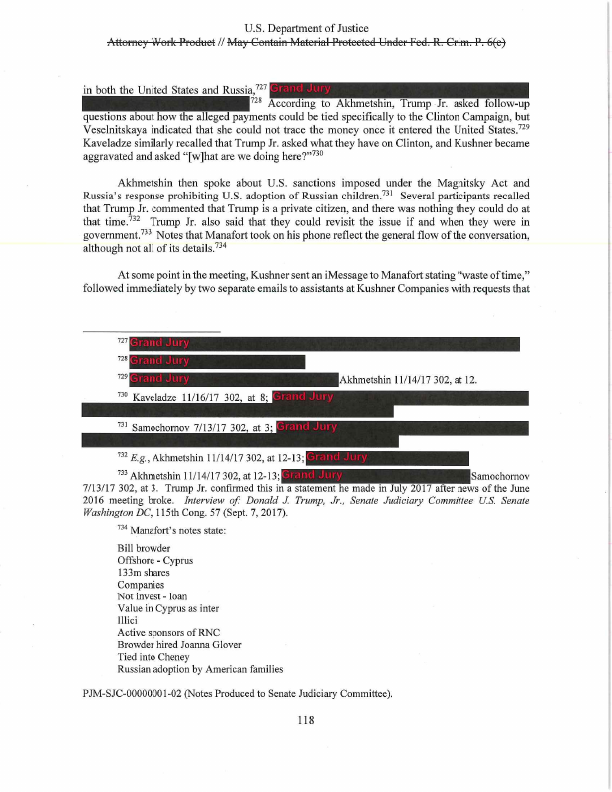 U.S. Department of Justice
Attorney Work Product // May Contain Material Protected Under Fed. R. Crim. P. 6(e)
in both the United States and Russia,727 Grand Jury
728 According to Akhmetshin, Trump Jr. asked follow-up
questions about how the alleged payments could be tied specifically to the Clinton Campaign, but
Veselnitskaya indicated that she could not trace the money once it entered the United States.729
Kaveladze similarly recalled that Trump Jr. asked what they have on Clinton, and Kushner became
aggravated and asked "[w]hat are we doing here?"730
Akhmetshin then spoke about U.S. sanctions imposed under the Magnitsky Act and
Russia's response prohibiting U.S. adoption of Russian children.731 Several participants recalled
that Trump Jr. commented that Trump is a private citizen, and there was nothing they could do at
that time.732 Trump Jr. also said that they could revisit the issue if and when they were in
government.733 Notes that Manafort took on his phone reflect the general flow of the conversation,
although not all of its details.734
At some point in the meeting, Kushner sent an iMessage to Manafort stating "waste of time,"
followed immediately by two separate emails to assistants at Kushner Companies with requests that
727 Grand Jury
728 Grand Jury
729 Grand Jury Akhmetshin 11/14/17 302, at 12.
730 Kaveladze 11/16/17 302, at 8; Grand Jury
731 Samochornov 7/13/17 302, at 3; Grand Jury
732 E.g., Akhmetshin 11/14/17 302, at 12-13; Grand Jury
733 Akhmetshin 11/14/17 302, at 12-13; Grand Jury Samochornov
7/13/17 302, at 3. Trump Jr. confirmed this in a statement he made in July 2017 after news of the June
2016 meeting broke. Interview of: Donald J. Trump, Jr., Senate Judiciary Committee U.S. Senate
Washington DC, 115th Cong. 57 (Sept. 7, 2017).
734 Manafort's notes state:
Bill browder
Offshore - Cyprus
133m shares
Companies
Not invest - loan
Value in Cyprus as inter
Illici
Active sponsors of RNC
Browder hired Joanna Glover
Tied into Cheney
Russian adoption by American families
PJM-SJC-00000001-02 (Notes Produced to Senate Judiciary Committee).
118